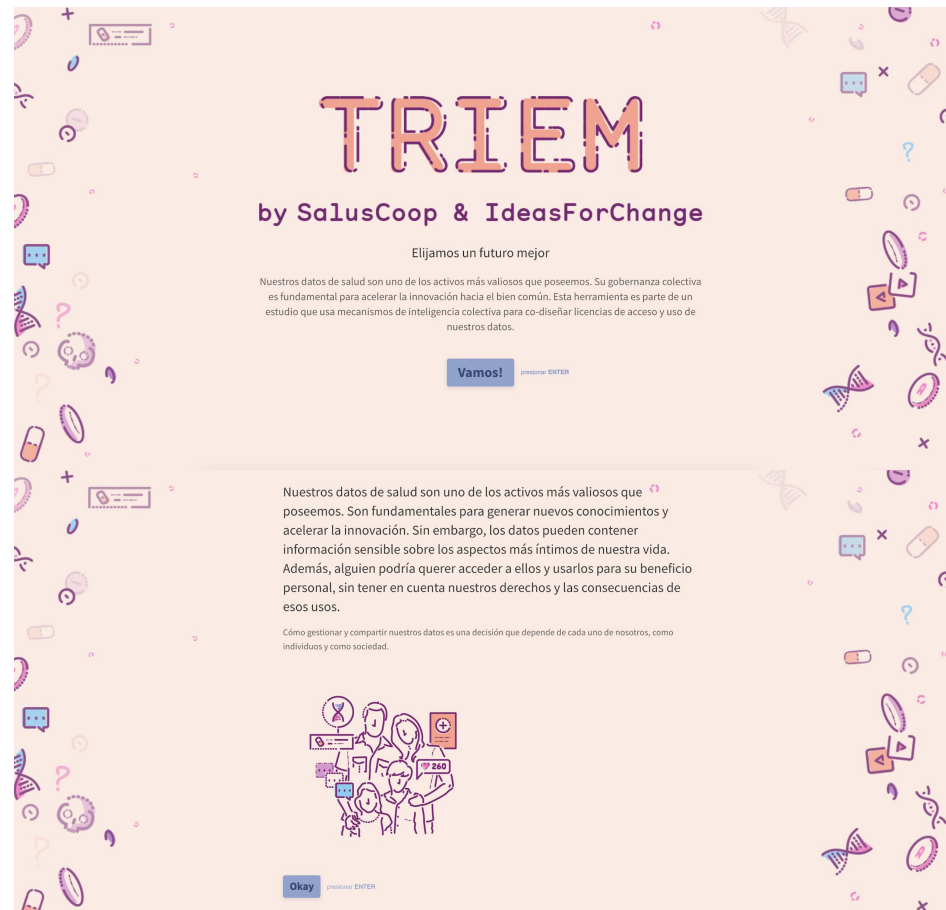 TRIEM
by SalusCoop & IdeasForChange
Elijamos un futuro mejor
Nuestros datos de salud son uno de los activos más valiosos que poseemos. Su gobernanza colectiva
es fundamental para acelerar la innovación hacia el bien común. Esta herramienta es parte de un
estudio que usa mecanismos de inteligencia colectiva para co-diseñar licencias de acceso y uso de
nuestros datos.
Vamos! presionar ENTER
Nuestros datos de salud son uno de los activos más valiosos que
poseemos. Son fundamentales para generar nuevos conocimientos y
acelerar la innovación. Sin embargo, los datos pueden contener
información sensible sobre los aspectos más íntimos de nuestra vida.
Además, alguien podría querer acceder a ellos y usarlos para su beneficio
personal, sin tener en cuenta nuestros derechos y las consecuencias de
esos usos.
Cómo gestionar y compartir nuestros datos es una decisión que depende de cada uno de nosotros, como
individuos y como sociedad.
260
Okay presionar ENTER